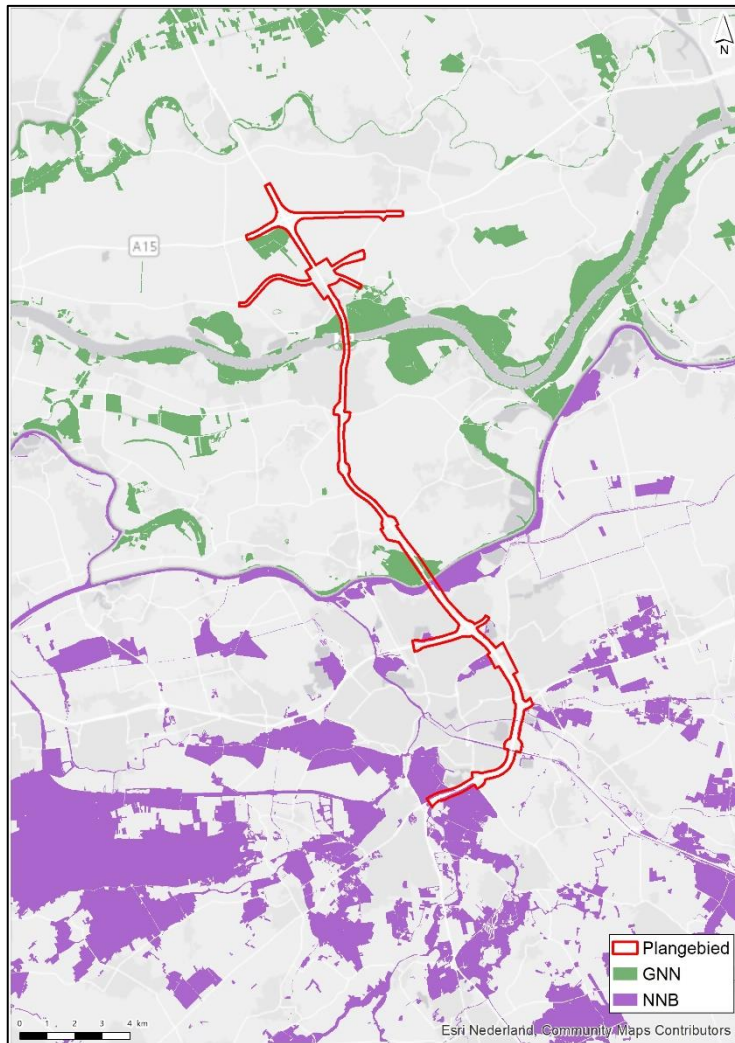 N
A15
Plangebied
GNN
NNB
0 1 2 3 4 km
Esri Nederland, Community Maps Contributors